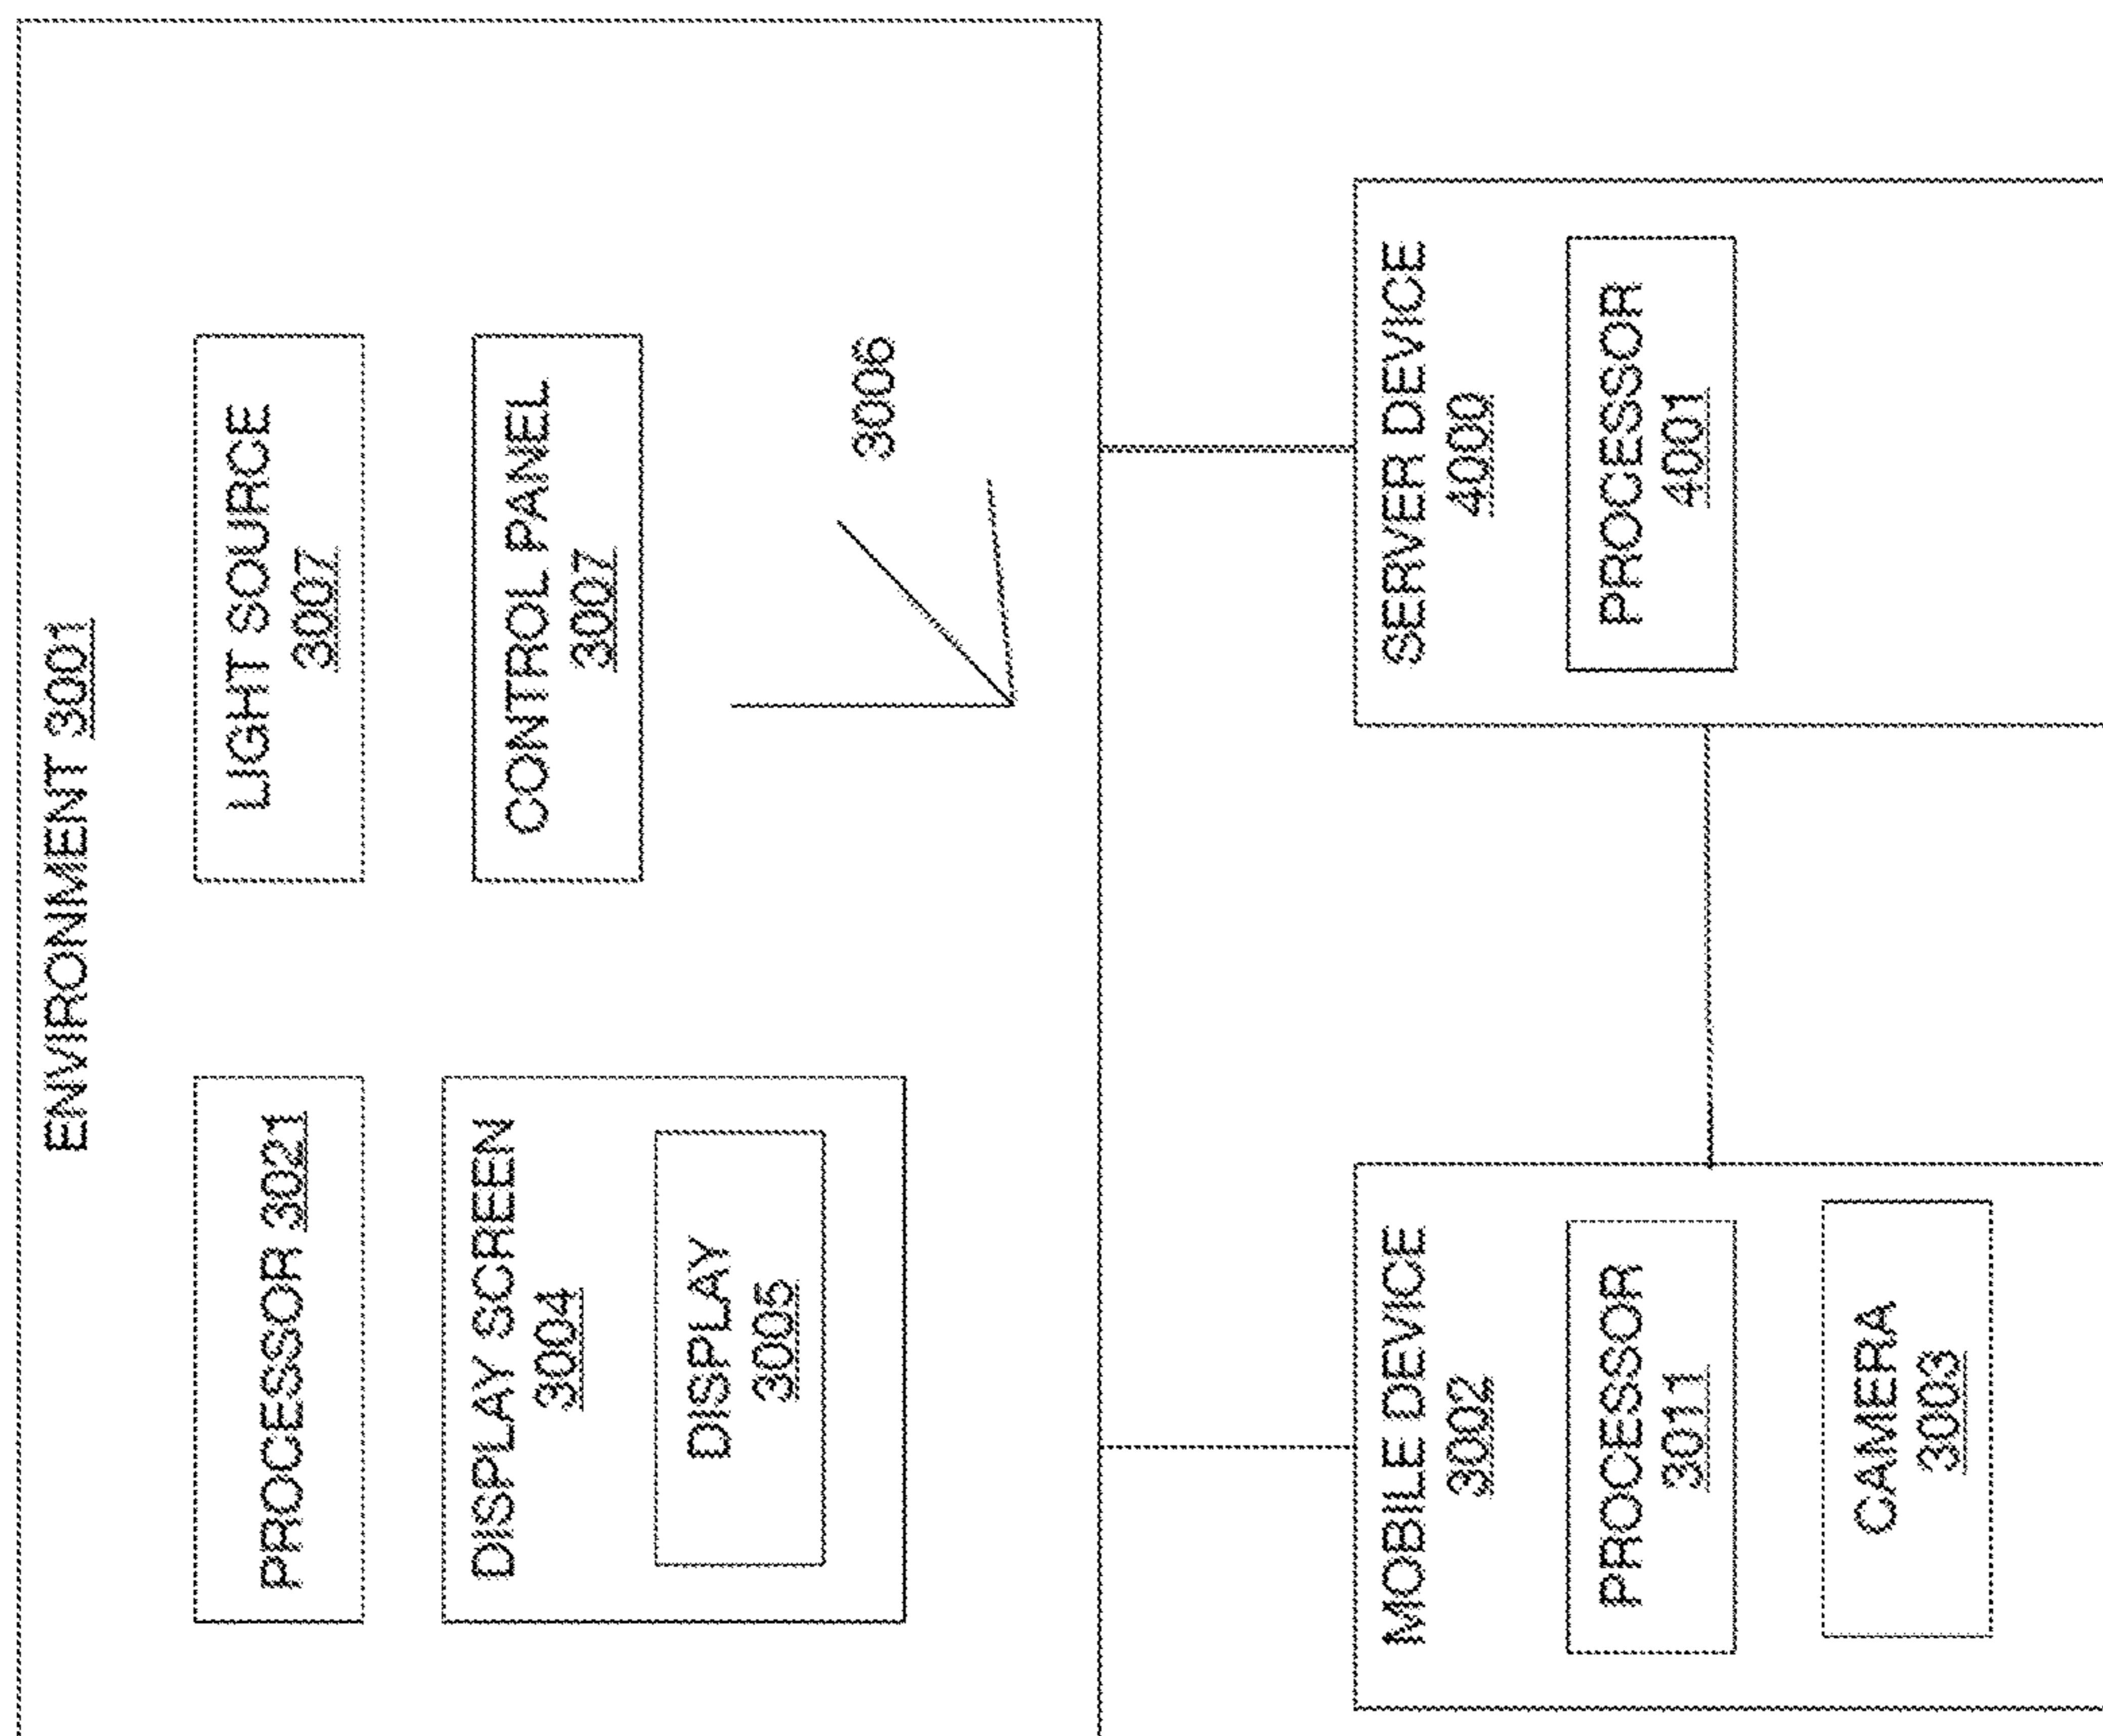 ENVIRONMENT 3001
PROCESSOR 3021
DISPLAY SCREEN
3004
DISPLAY
3005
LIGHT SOURCE
3007
CONTROL PANEL
3007
3006
MOBILE DEVICE
3002
PROCESSOR
3011
CAMERA
3003
SERVER DEVICE
4000
PROCESSOR
4001